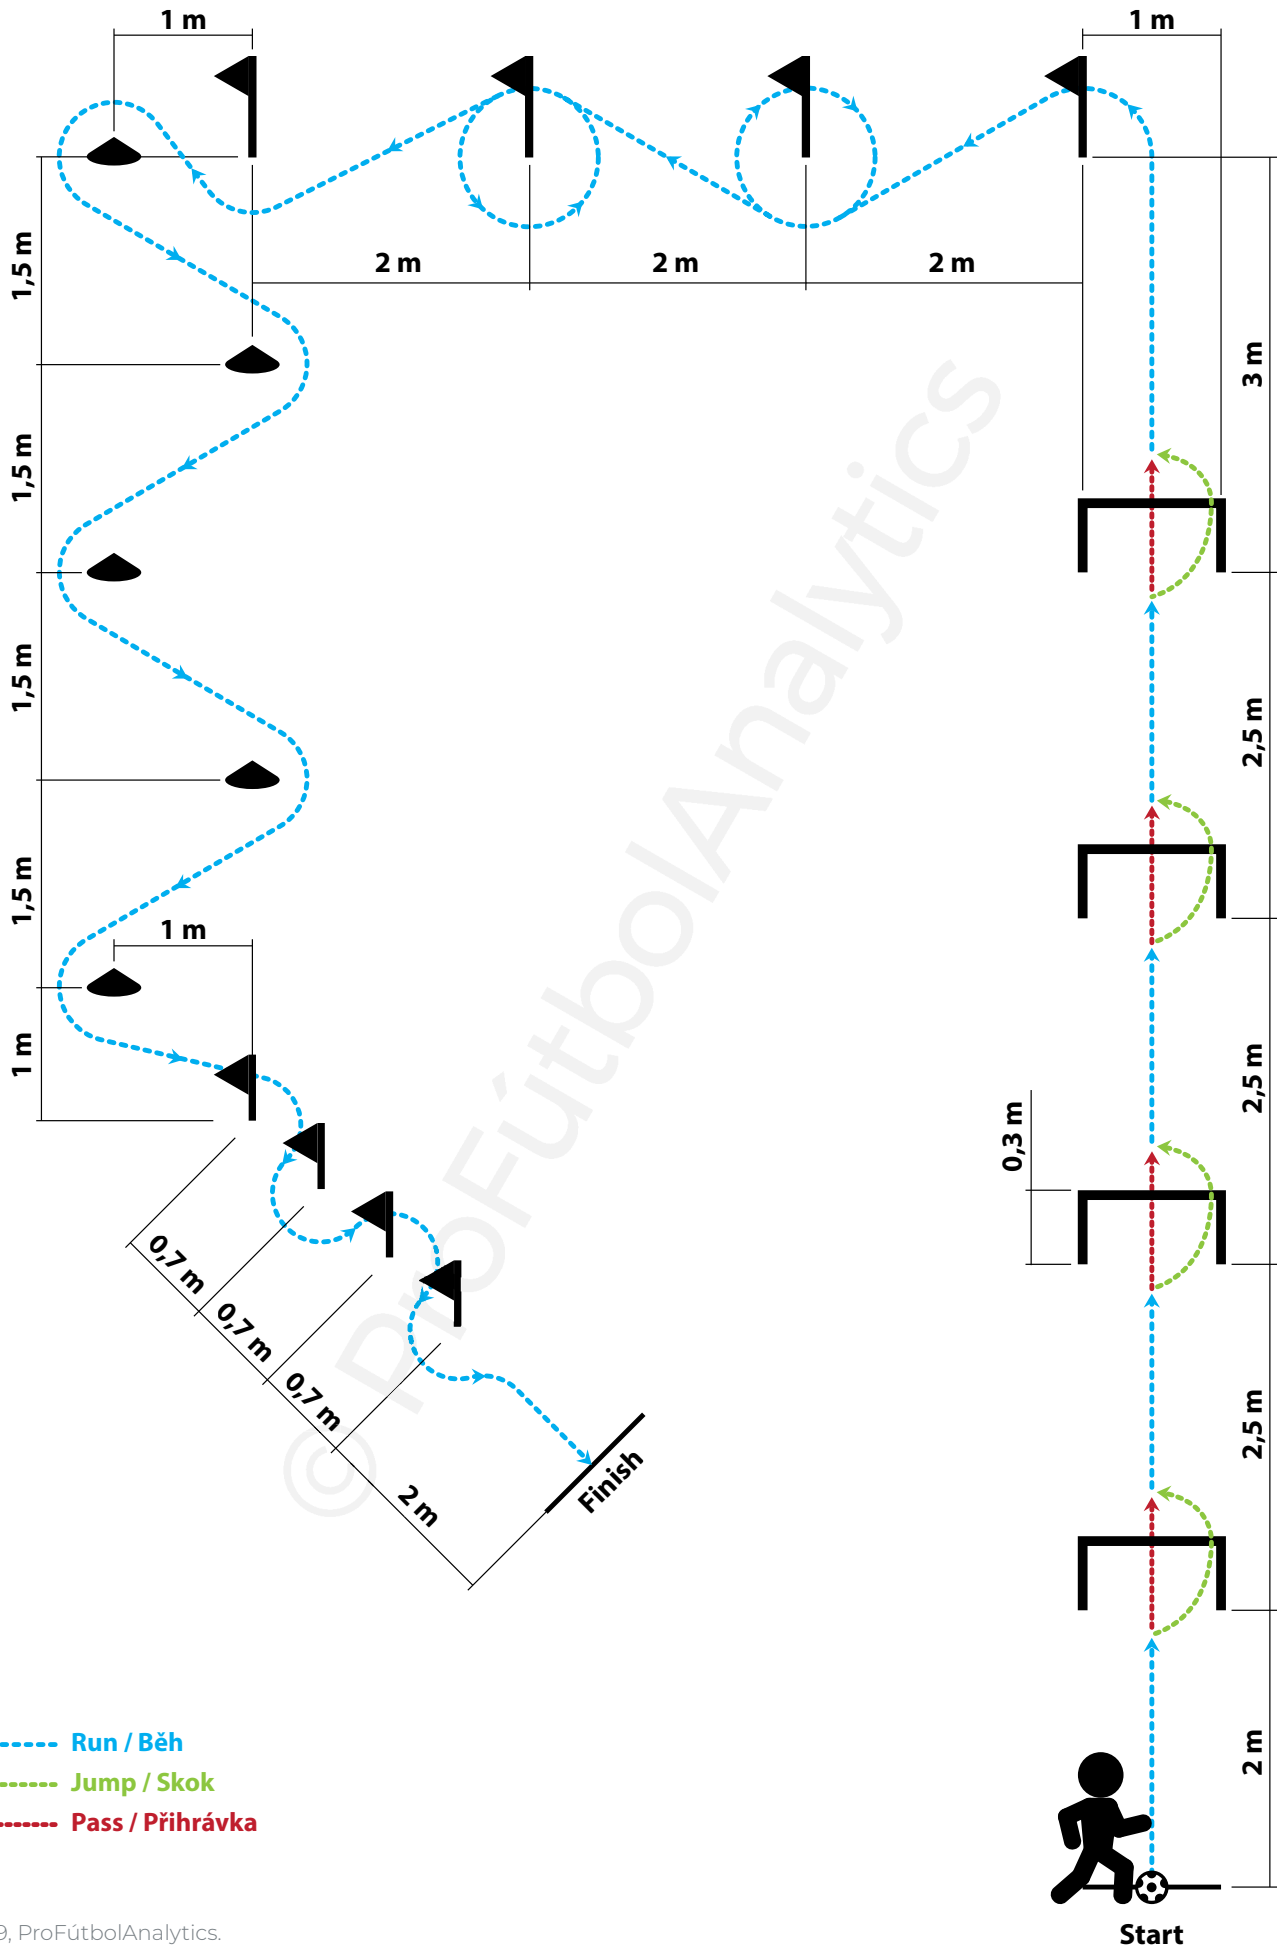 1 m
1 m
2 m
2 m
2 m
1,5 m
3 m
1,5 m
1,5 m
2,5 m
1,5 m
1 m
1 m
2,5 m
0,3 m
0,7 m
0,7 m
0,7 m
2 m
2,5 m
Finish
2 m
Run / Běh
Jump / Skok
Pass / Přihrávka
Start
© ProFútbolAnalytics
9, ProFútbolAnalytics.